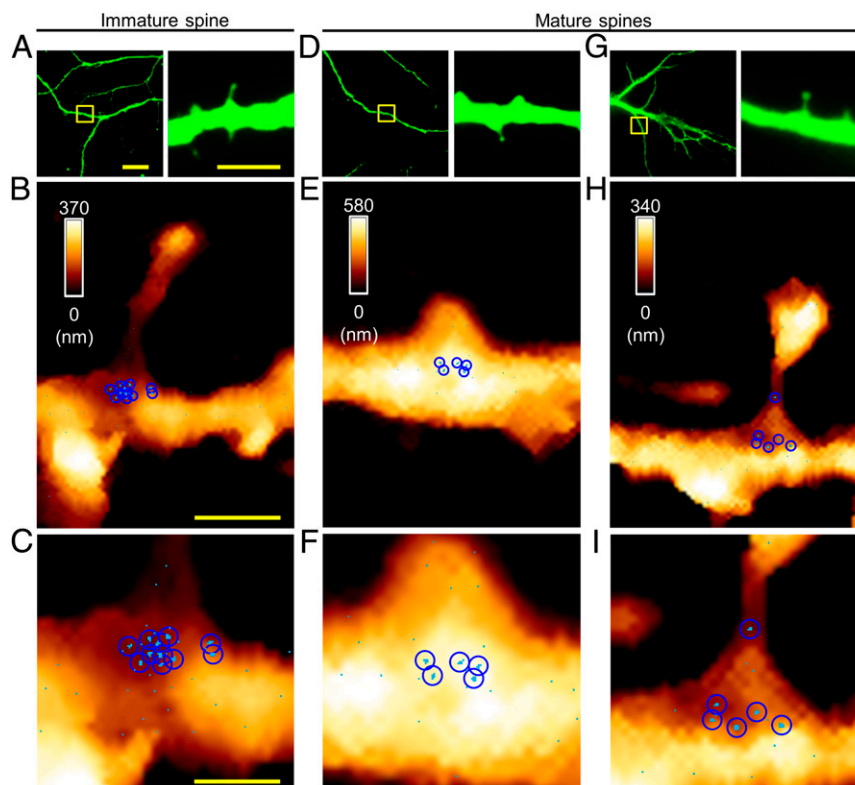 Immature spine Mature spines
A D G
B E H
370 580 340
0 0 0
(nm) (nm) (nm)
C F I